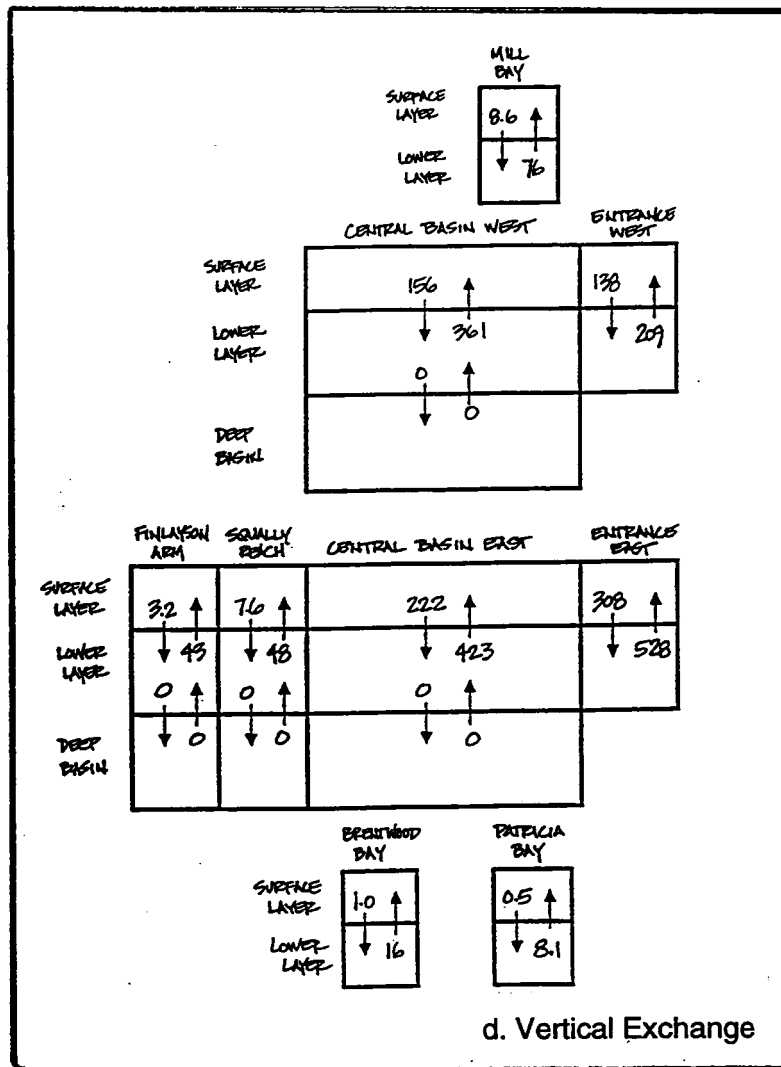 MILL
BAY
SURFACE
LAYER
8.6
LOWER
LAYER
76
CENTRAL BASIN WEST
ENTRANCE
WEST
SURFACE
LAYER
156
138
LOWER
LAYER
361
209
0
0
DEEP
BASIN
FINLAYSON
ARM
SQUALLY
REACH
CENTRAL BASIN EAST
ENTRANCE
EAST
SURFACE
LAYER
3.2
7.6
222
308
LOWER
LAYER
43
48
423
528
0
0
0
0
0
0
DEEP
BASIN
BRENTWOOD
BAY
PATRICIA
BAY
SURFACE
LAYER
1.0
0.5
LOWER
LAYER
16
8.1
d. Vertical Exchange